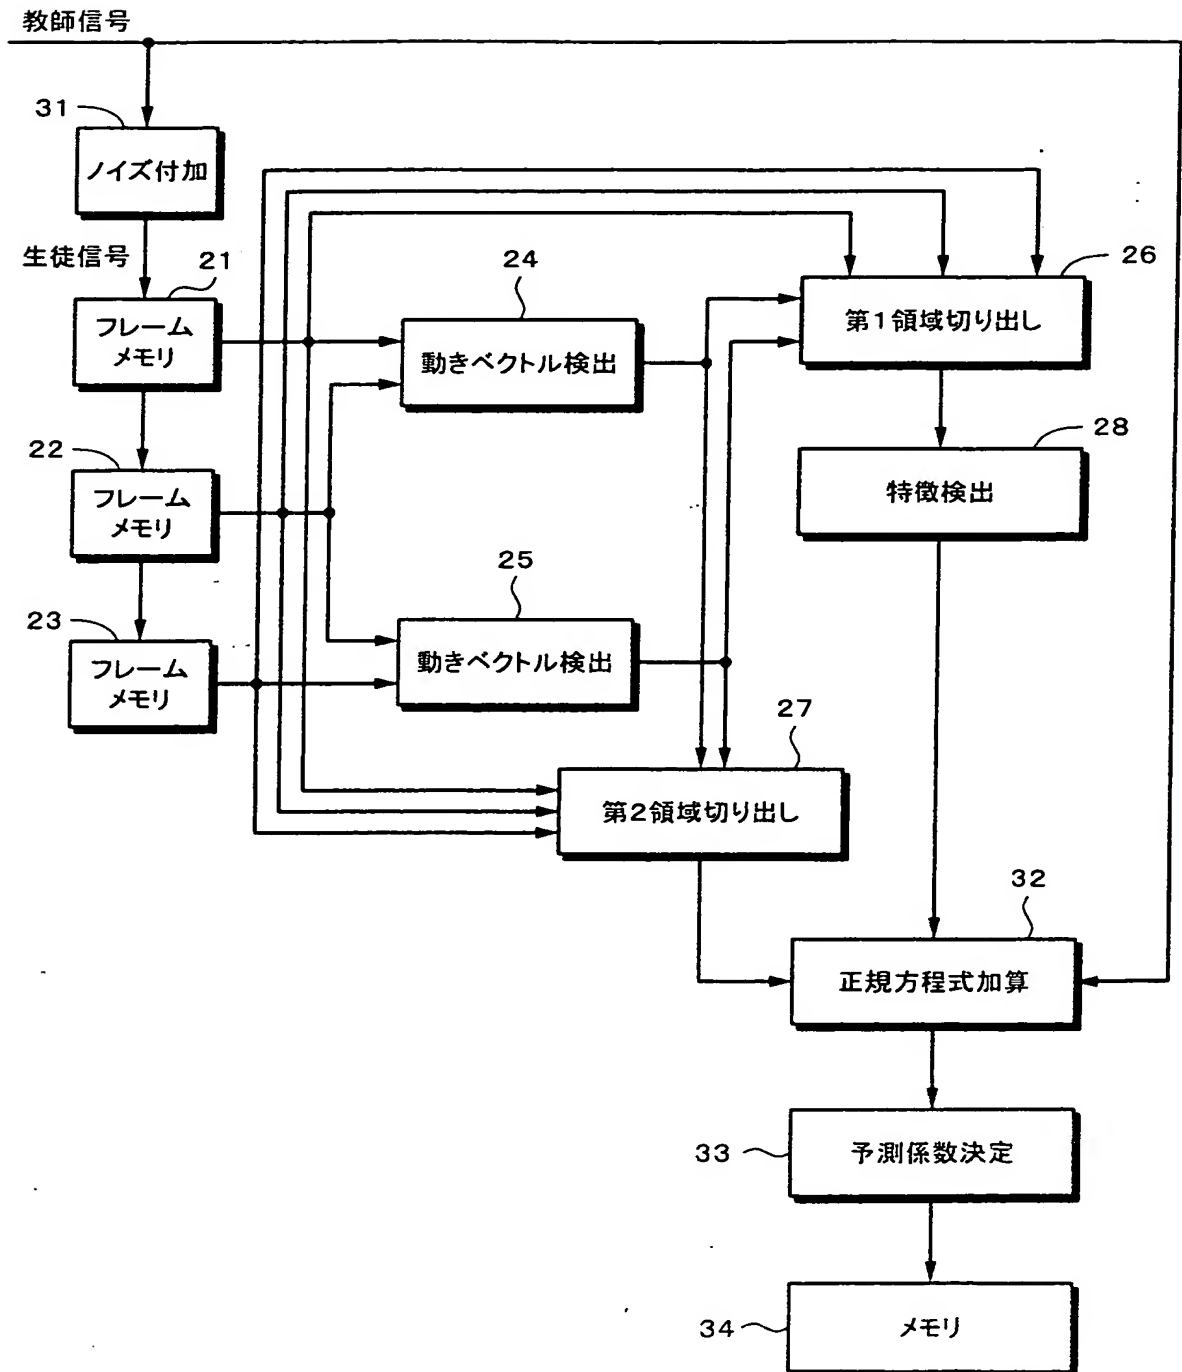 教師信号
31
ノイズ付加
生徒信号
21
フレーム
メモリ
24
動きベクトル検出
26
第1領域切り出し
28
特徴検出
22
フレーム
メモリ
25
動きベクトル検出
23
フレーム
メモリ
27
第2領域切り出し
32
正規方程式加算
33
予測係数決定
34
メモリ